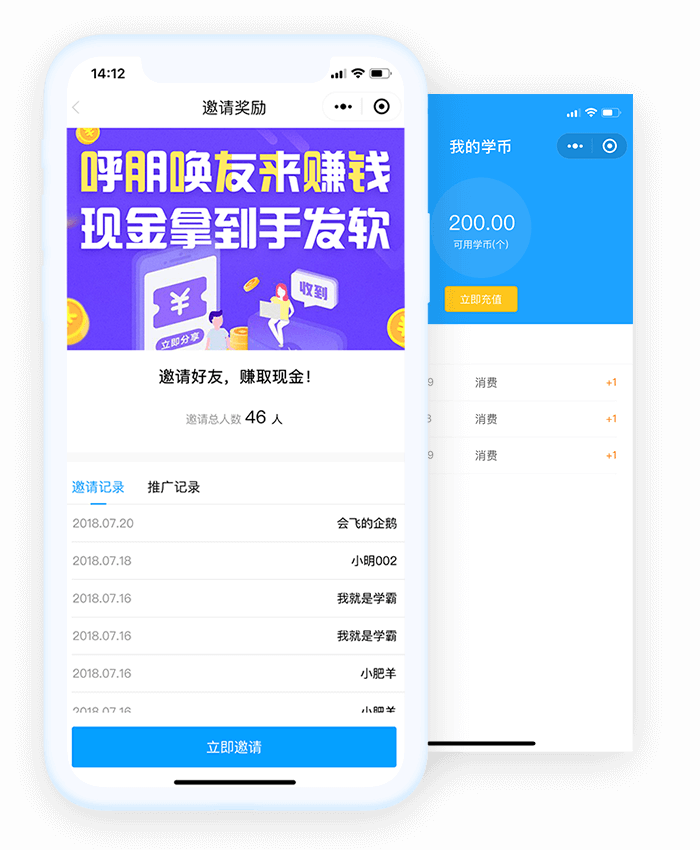 14:12
邀请奖励
呼朋唤友来赚钱
现金拿到手发软
¥
收到
立即分享
邀请好友，赚取现金！
邀请总人数 46 人
邀请记录 推广记录
2018.07.20 会飞的企鹅
2018.07.18 小明002
2018.07.16 我就是学霸
2018.07.16 我就是学霸
2018.07.16 小肥羊
2018.07.16 小肥羊
立即邀请
我的学币
200.00
可用学币(个)
立即充值
9 消费 +1
8 消费 +1
9 消费 +1